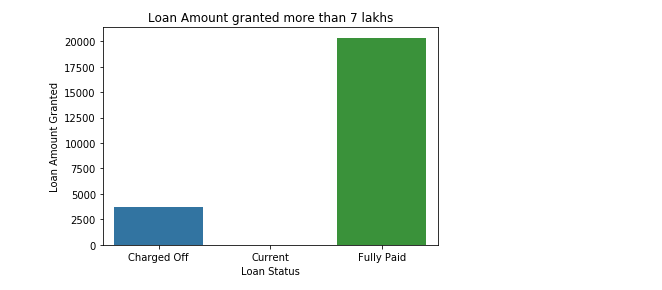 Loan Amount granted more than 7 lakhs
Loan Amount Granted
20000
17500
15000
12500
10000
7500
5000
2500
0
Charged Off Current Fully Paid
Loan Status